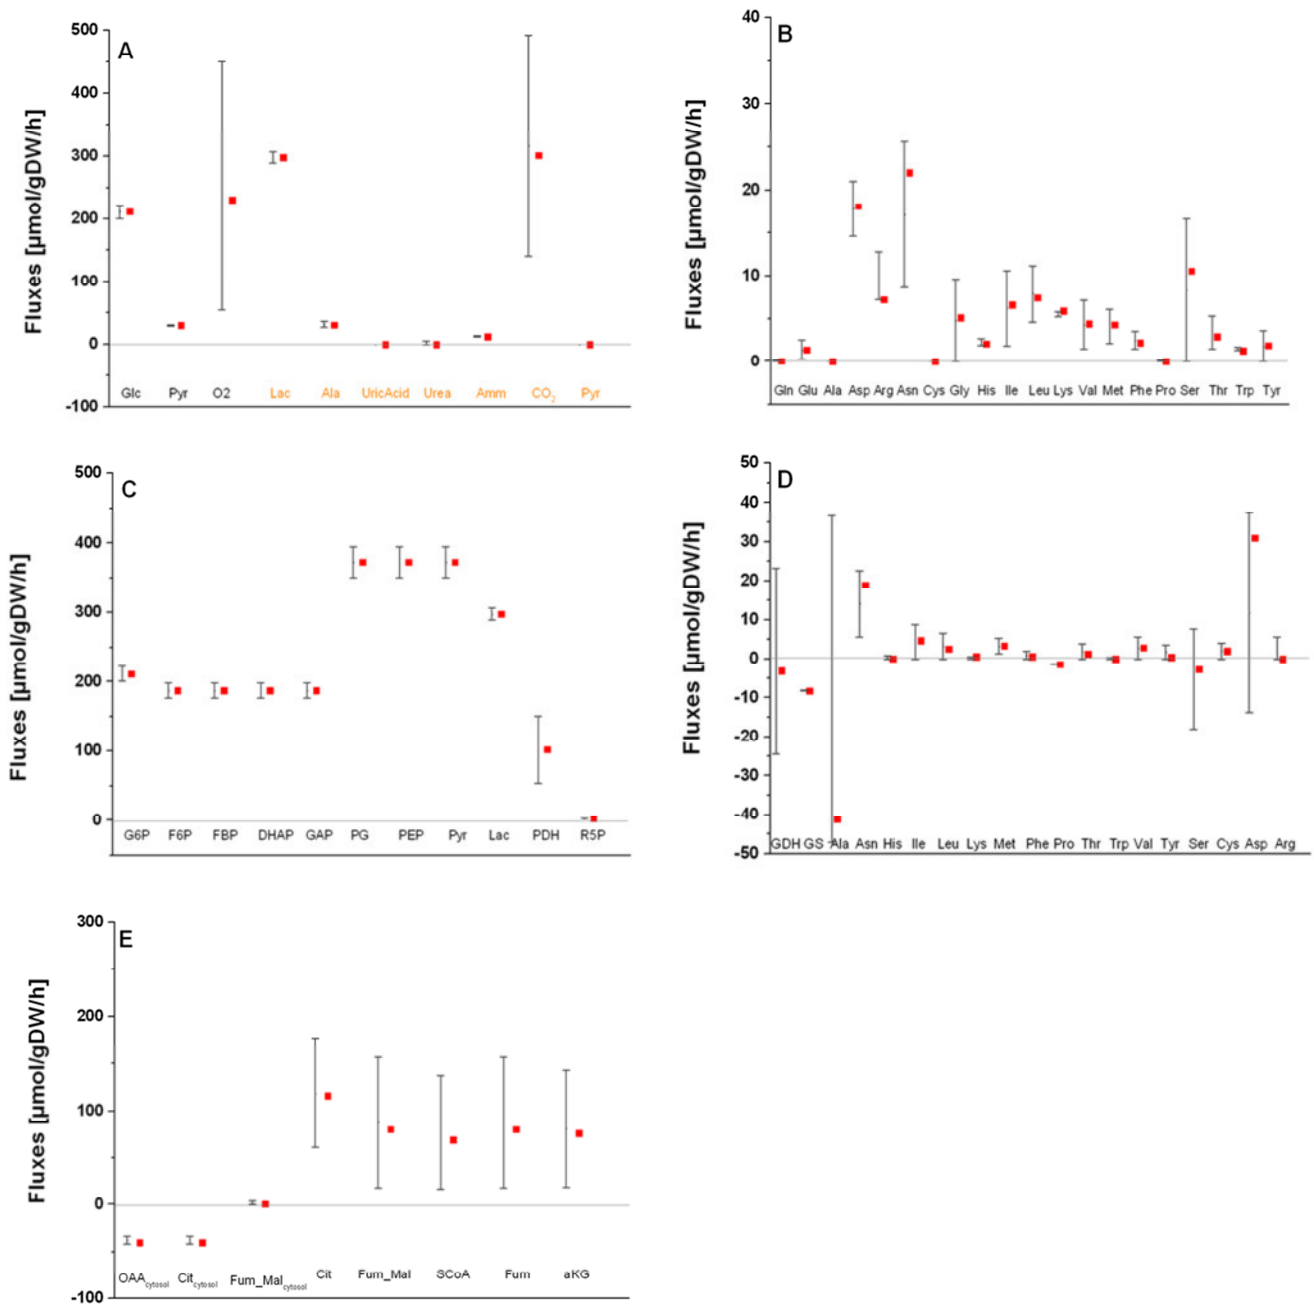 A
Fluxes [µmol/gDW/h]
500
400
300
200
100
0
-100
Glc Pyr O2 Lac Ala UricAcid Urea Amm CO2 Pyr
B
Fluxes [µmol/gDW/h]
40
30
20
10
0
Gln Glu Ala Asp Arg Asn Cys Gly His Ile Leu Lys Val Met Phe Pro Ser Thr Trp Tyr
C
Fluxes [µmol/gDW/h]
500
400
300
200
100
0
G6P F6P FBP DHAP GAP PG PEP Pyr Lac PDH R5P
D
Fluxes [µmol/gDW/h]
50
40
30
20
10
0
-10
-20
-30
-40
-50
GDH GS Ala Asn His Ile Leu Lys Met Phe Pro Thr Trp Val Tyr Ser Cys Asp Arg
E
Fluxes [µmol/gDW/h]
300
200
100
0
-100
OAAcytosol Citcytosol Fum_Malcytosol Cit Fum_Mal SCoA Fum aKG